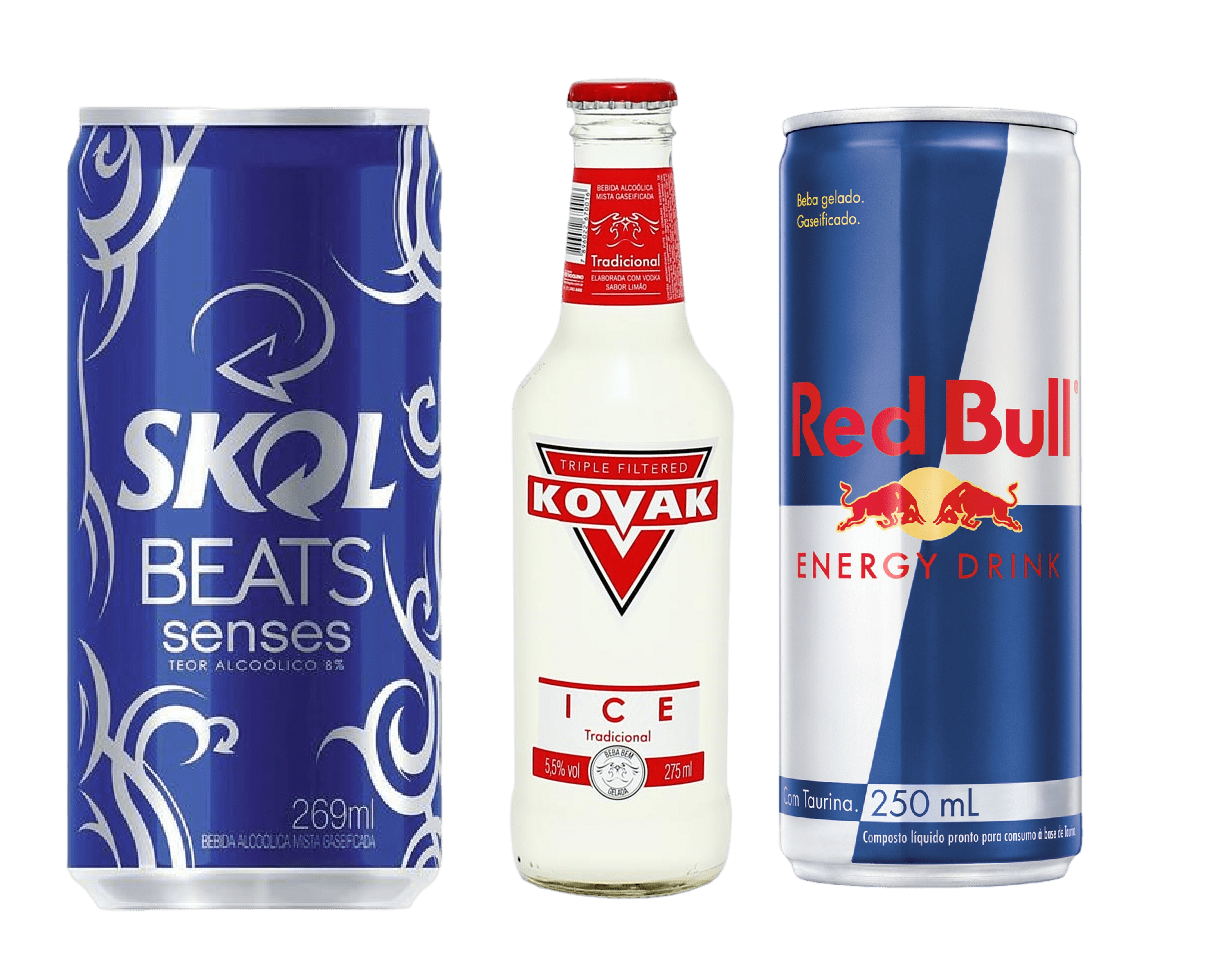 SKOL
BEATS
senses
TEOR ALCOÓLICO 8%
269ml
BEBIDA ALCOÓLICA MISTA GASEIFICADA
BEBIDA ALCOÓLICA
MISTA GASEIFICADA
Tradicional
ELABORADA COM VODKA
SABOR LIMÃO
TRIPLE FILTERED
KOVAK
ICE
Tradicional
BEBA BEM
GELADA
5,5% vol
275 ml
Beba gelado.
Gaseificado.
Red Bull®
ENERGY DRINK
Com Taurina.
250 mL
Composto líquido pronto para consumo à base de Taurina